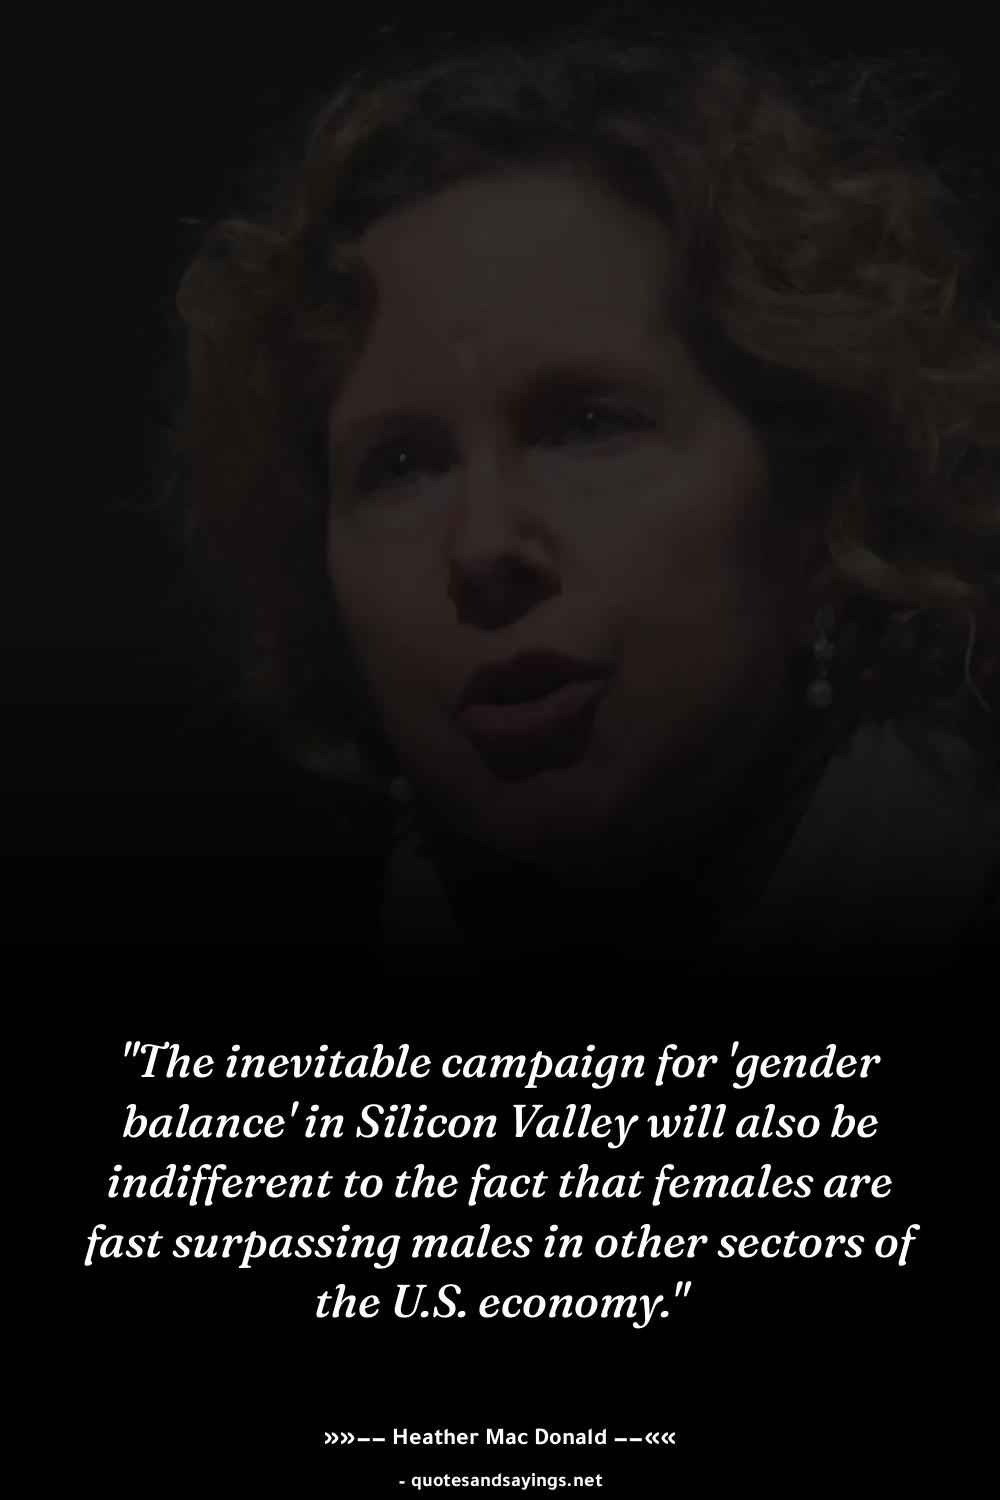 "The inevitable campaign for 'gender
balance' in Silicon Valley will also be
indifferent to the fact that females are
fast surpassing males in other sectors of
the U.S. economy."
»»−− Heather Mac Donald −−««
- quotesandsayings.net